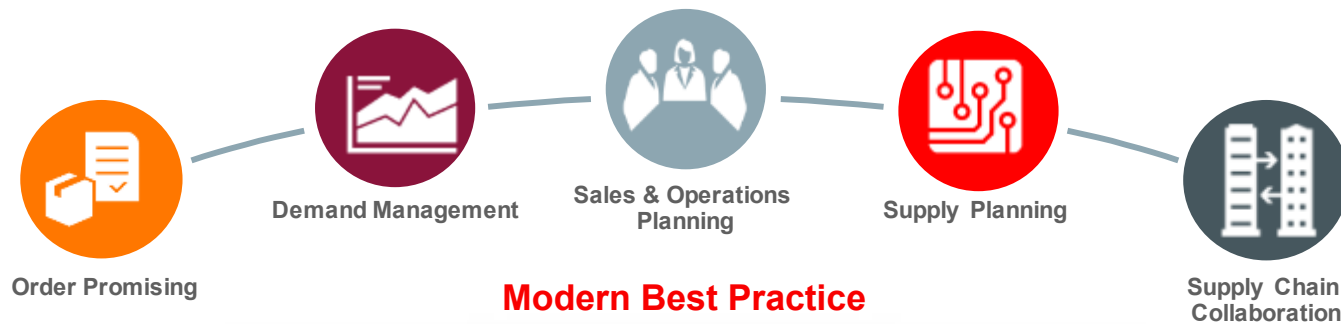 Order Promising
Demand Management
Sales & Operations
Planning
Supply Planning
Supply Chain
Collaboration
Modern Best Practice